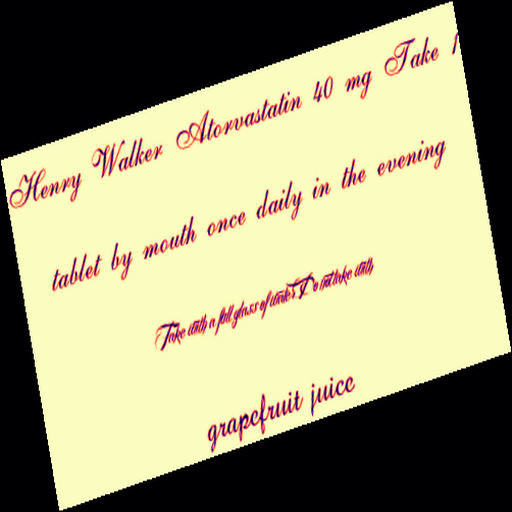 Henry Walker Atorvastatin 40 mg Take 1
tablet by mouth once daily in the evening
Take with a full glass of water Do not take with
grapefruit juice